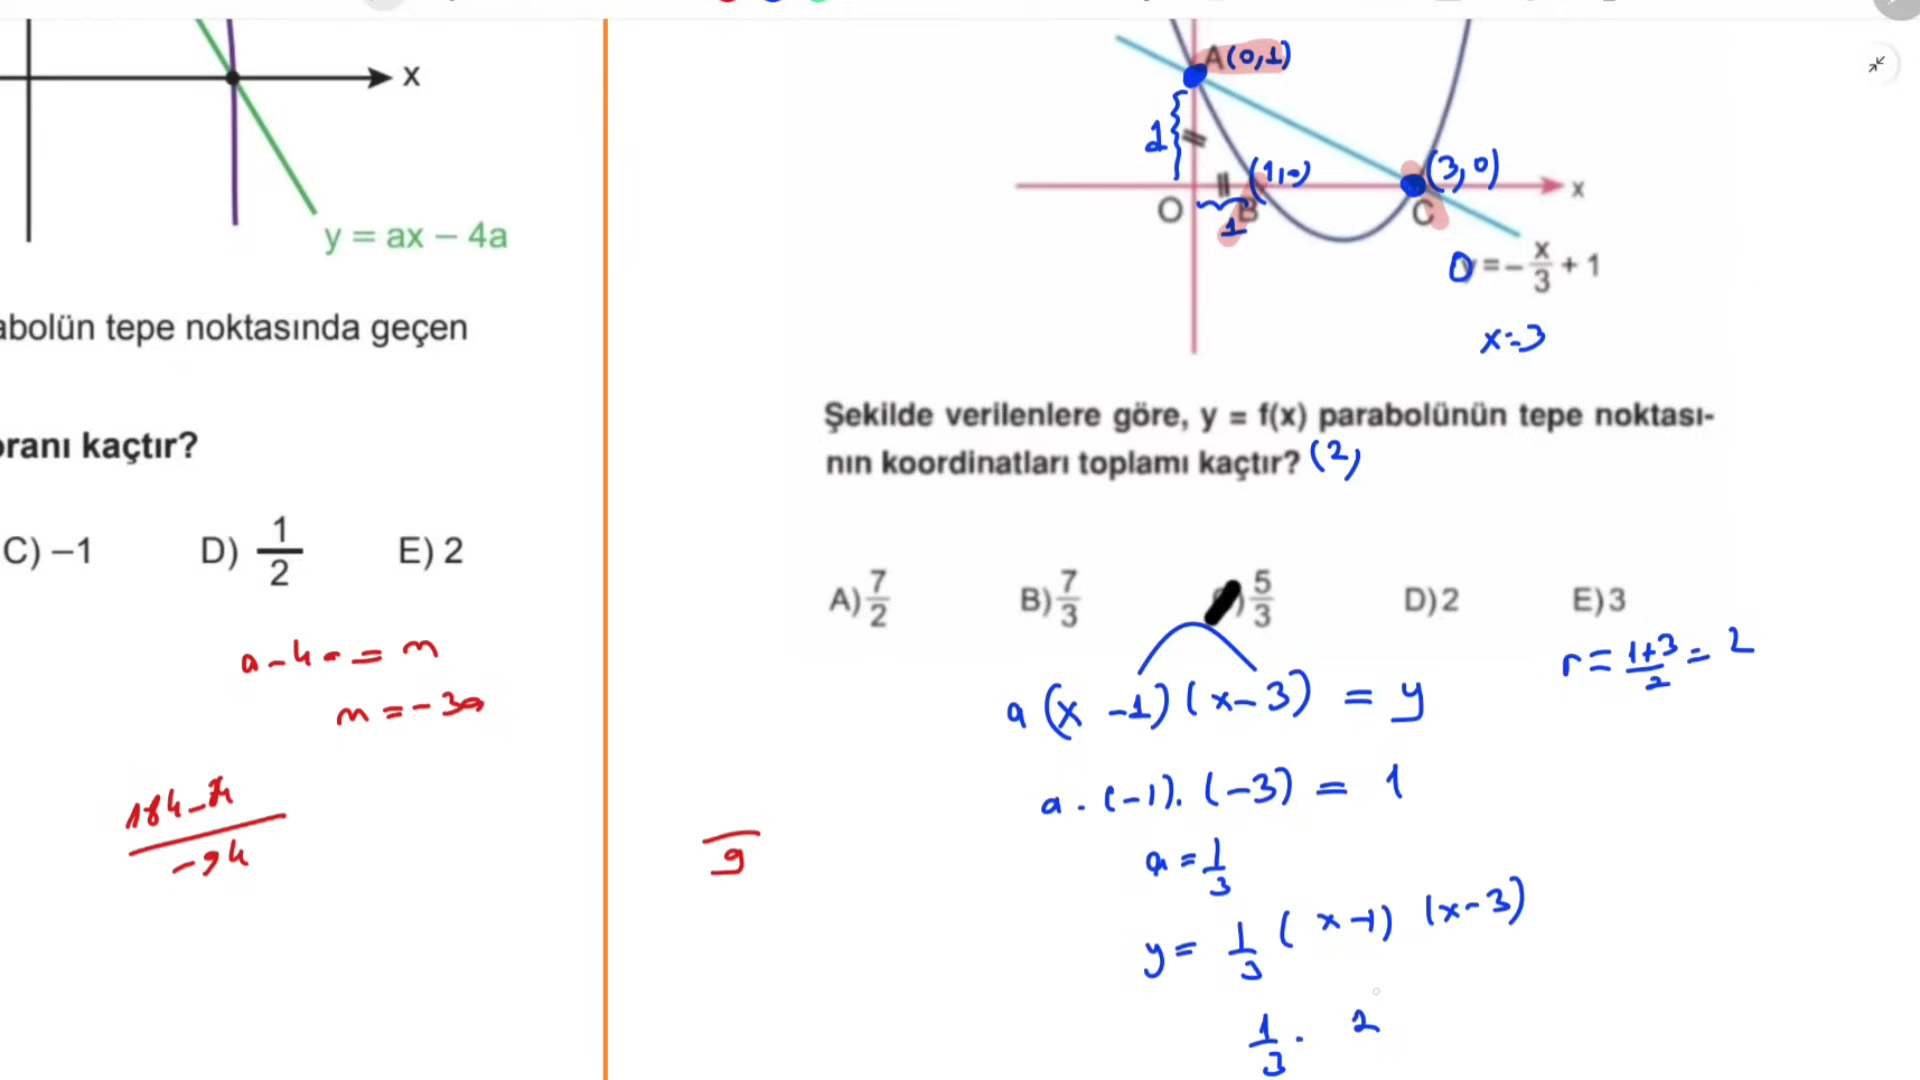 x
y = ax – 4a
abolün tepe noktasında geçen
oranı kaçtır?
C) –1
D) 1/2
E) 2
a - 4 = m
m = -3a
9
A(0,1)
1
(1,0)
(3,0)
x
O
B
C
1
0 = – x/3 + 1
x=3
Şekilde verilenlere göre, y = f(x) parabolünün tepe noktası-
nın koordinatları toplamı kaçtır? (2,
A) 7/2
B) 7/3
) 5/3
D) 2
E) 3
r = 1+3/2 = 2
a (x -1) (x-3) = y
a . (-1). (-3) = 1
a = 1/3
y = 1/3 (x-1) (x-3)
1/3 . 2